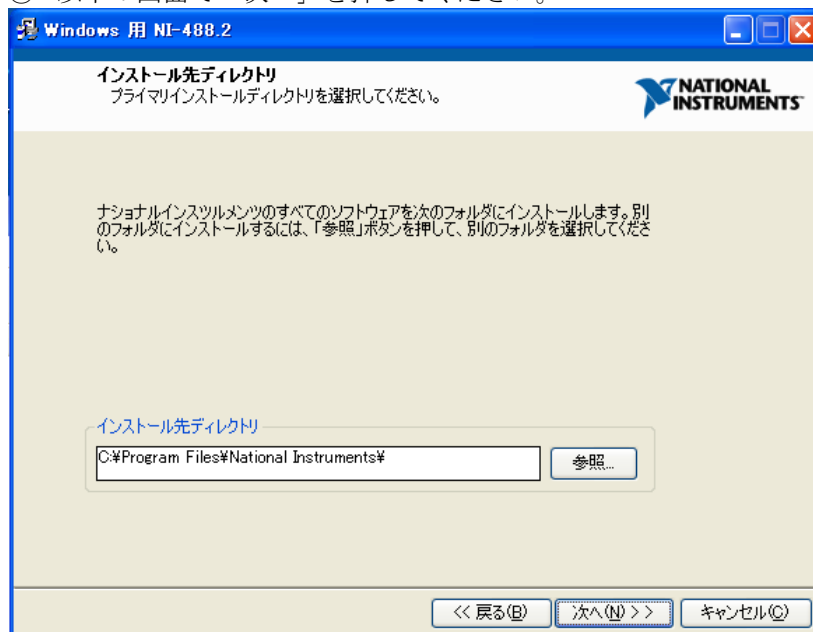 Windows 用 NI-488.2
インストール先ディレクトリ
プライマリインストールディレクトリを選択してください。
NATIONAL
INSTRUMENTS
ナショナルインスツルメンツのすべてのソフトウェアを次のフォルダにインストールします。別
のフォルダにインストールするには、「参照」ボタンを押して、別のフォルダを選択してくださ
い。
インストール先ディレクトリ
C:¥Program Files¥National Instruments¥
参照...
<< 戻る(B)
次へ(N) >>
キャンセル(C)